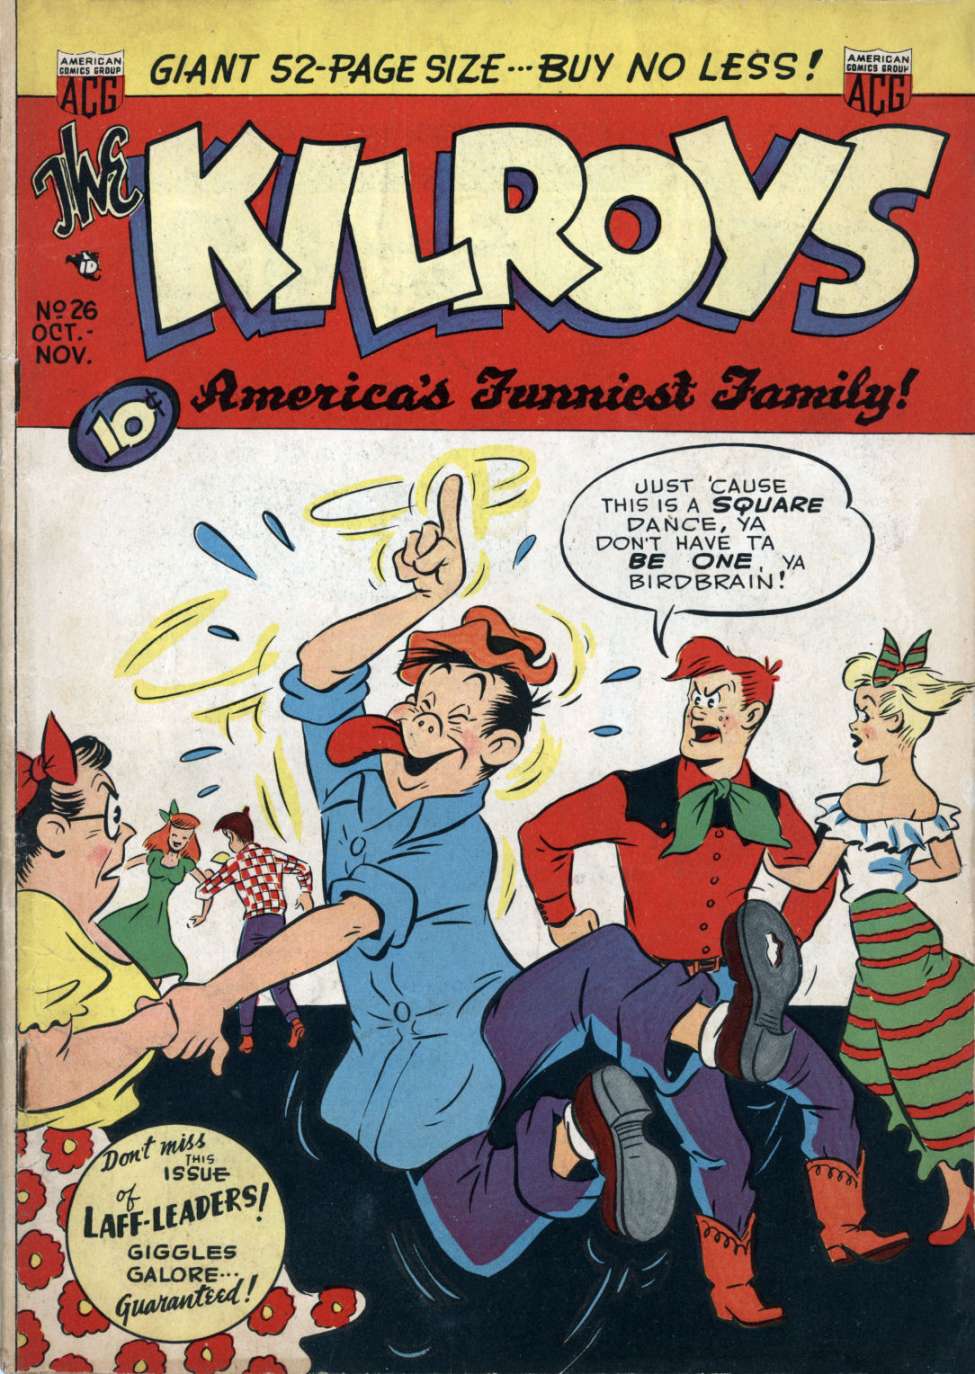 GIANT 52-PAGE SIZE...BUY NO LESS!
AMERICAN
COMICS GROUP
ACG
AMERICAN
COMICS GROUP
ACG
THE
KILROYS
ID
No 26
OCT.-
NOV.
10¢
America's Funniest Family!
JUST 'CAUSE
THIS IS A SQUARE
DANCE, YA
DON'T HAVE TA
BE ONE, YA
BIRDBRAIN!
Don't miss
THIS
ISSUE
of
LAFF-LEADERS!
GIGGLES
GALORE...
Guaranteed!